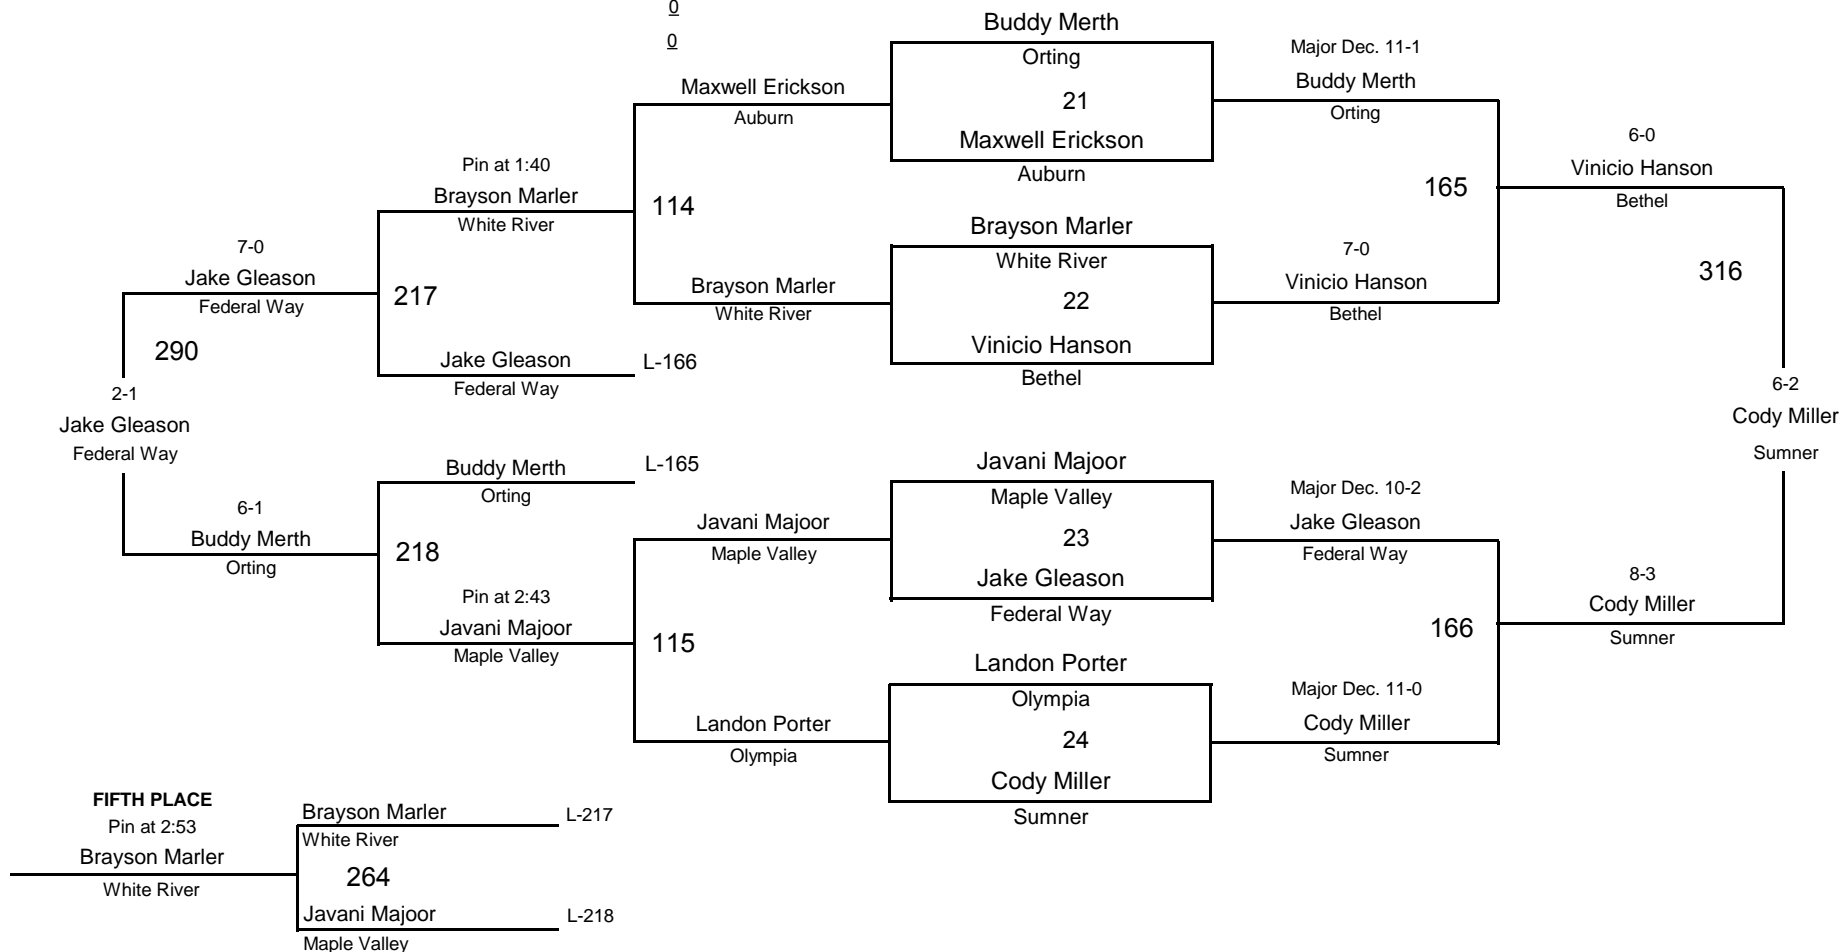 0
0
Buddy Merth
Orting
21
Maxwell Erickson
Auburn
Maxwell Erickson
Auburn
Major Dec. 11-1
Buddy Merth
Orting
6-0
Vinicio Hanson
Bethel
165
Pin at 1:40
Brayson Marler
White River
114
Brayson Marler
White River
22
Vinicio Hanson
Bethel
7-0
Vinicio Hanson
Bethel
316
7-0
Jake Gleason
Federal Way
217
Brayson Marler
White River
290
Jake Gleason
Federal Way
L-166
2-1
Jake Gleason
Federal Way
6-2
Cody Miller
Sumner
Buddy Merth
Orting
L-165
Javani Majoor
Maple Valley
23
Jake Gleason
Federal Way
Major Dec. 10-2
Jake Gleason
Federal Way
6-1
Buddy Merth
Orting
218
Javani Majoor
Maple Valley
Pin at 2:43
Javani Majoor
Maple Valley
115
166
8-3
Cody Miller
Sumner
Landon Porter
Olympia
24
Cody Miller
Sumner
Landon Porter
Olympia
Major Dec. 11-0
Cody Miller
Sumner
FIFTH PLACE
Pin at 2:53
Brayson Marler
White River
Brayson Marler
White River
L-217
264
Javani Majoor
Maple Valley
L-218